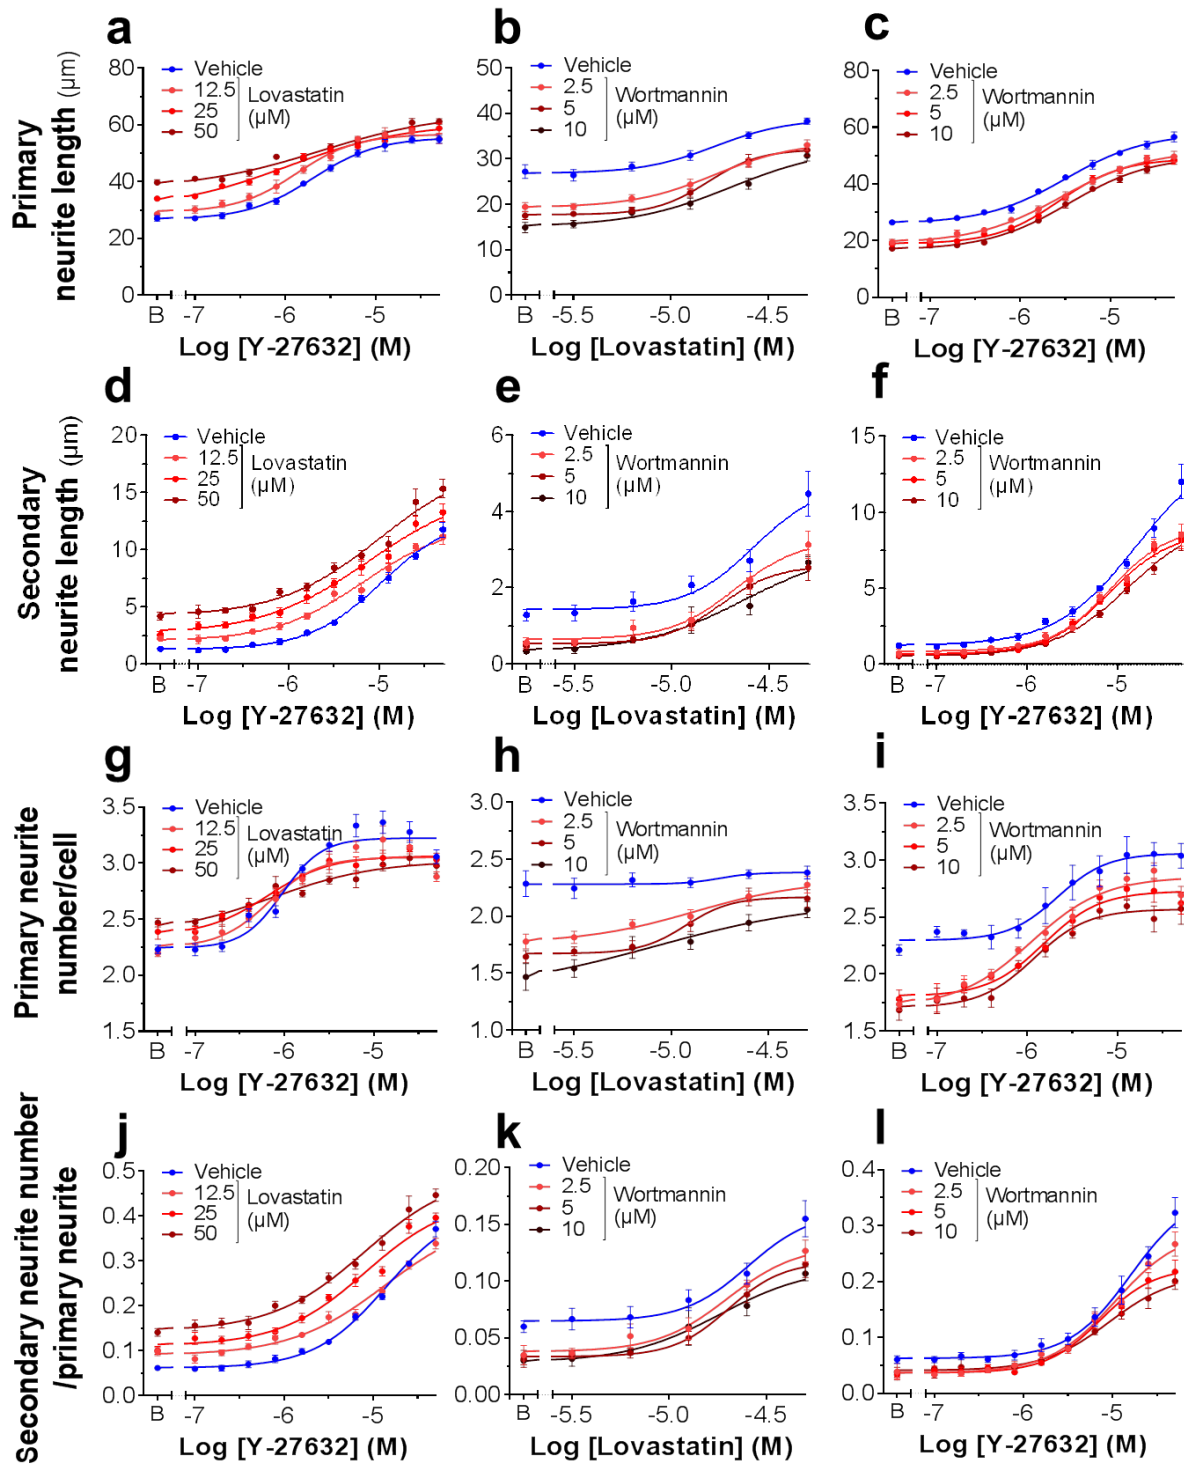 a
b
c
Primary
neurite length (µm)
80
60
40
20
0
Vehicle
12.5
25
50
Lovastatin
(µM)
B
-7
-6
-5
Log [Y-27632] (M)
50
40
30
20
10
0
Vehicle
2.5
5
10
Wortmannin
(µM)
B
-5.5
-5.0
-4.5
Log [Lovastatin] (M)
80
60
40
20
0
Vehicle
2.5
5
10
Wortmannin
(µM)
B
-7
-6
-5
Log [Y-27632] (M)
d
e
f
Secondary
neurite length (µm)
20
15
10
5
0
Vehicle
12.5
25
50
Lovastatin
(µM)
B
-7
-6
-5
Log [Y-27632] (M)
6
4
2
0
Vehicle
2.5
5
10
Wortmannin
(µM)
B
-5.5
-5.0
-4.5
Log [Lovastatin] (M)
15
10
5
0
Vehicle
2.5
5
10
Wortmannin
(µM)
B
-7
-6
-5
Log [Y-27632] (M)
g
h
i
Primary neurite
number/cell
3.5
3.0
2.5
2.0
1.5
Vehicle
12.5
25
50
Lovastatin
(µM)
B
-7
-6
-5
Log [Y-27632] (M)
3.0
2.5
2.0
1.5
1.0
Vehicle
2.5
5
10
Wortmannin
(µM)
B
-5.5
-5.0
-4.5
Log [Lovastatin] (M)
3.5
3.0
2.5
2.0
1.5
Vehicle
2.5
5
10
Wortmannin
(µM)
B
-7
-6
-5
Log [Y-27632] (M)
j
k
l
Secondary neurite number
/primary neurite
0.5
0.4
0.3
0.2
0.1
0.0
Vehicle
12.5
25
50
Lovastatin
(µM)
B
-7
-6
-5
Log [Y-27632] (M)
0.20
0.15
0.10
0.05
0.00
Vehicle
2.5
5
10
Wortmannin
(µM)
B
-5.5
-5.0
-4.5
Log [Lovastatin] (M)
0.4
0.3
0.2
0.1
0.0
Vehicle
2.5
5
10
Wortmannin
(µM)
B
-7
-6
-5
Log [Y-27632] (M)